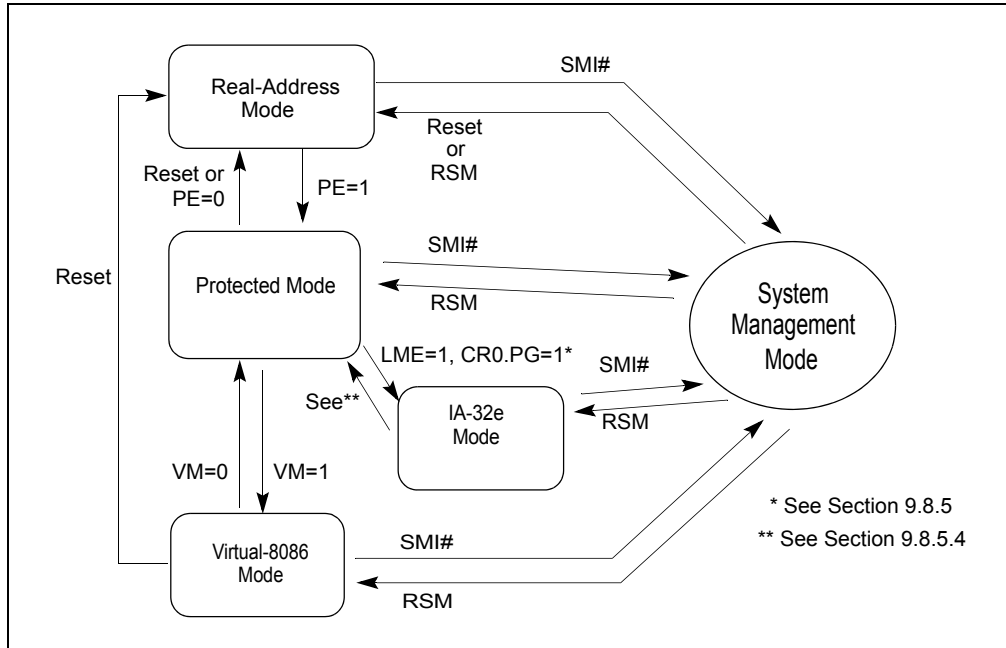 SMI#
Real-Address
Mode
Reset
or
RSM
Reset or
PE=0
PE=1
SMI#
Reset
Protected Mode
RSM
System
Management
Mode
LME=1, CR0.PG=1*
SMI#
See**
IA-32e
Mode
RSM
VM=0
VM=1
* See Section 9.8.5
** See Section 9.8.5.4
Virtual-8086
Mode
SMI#
RSM